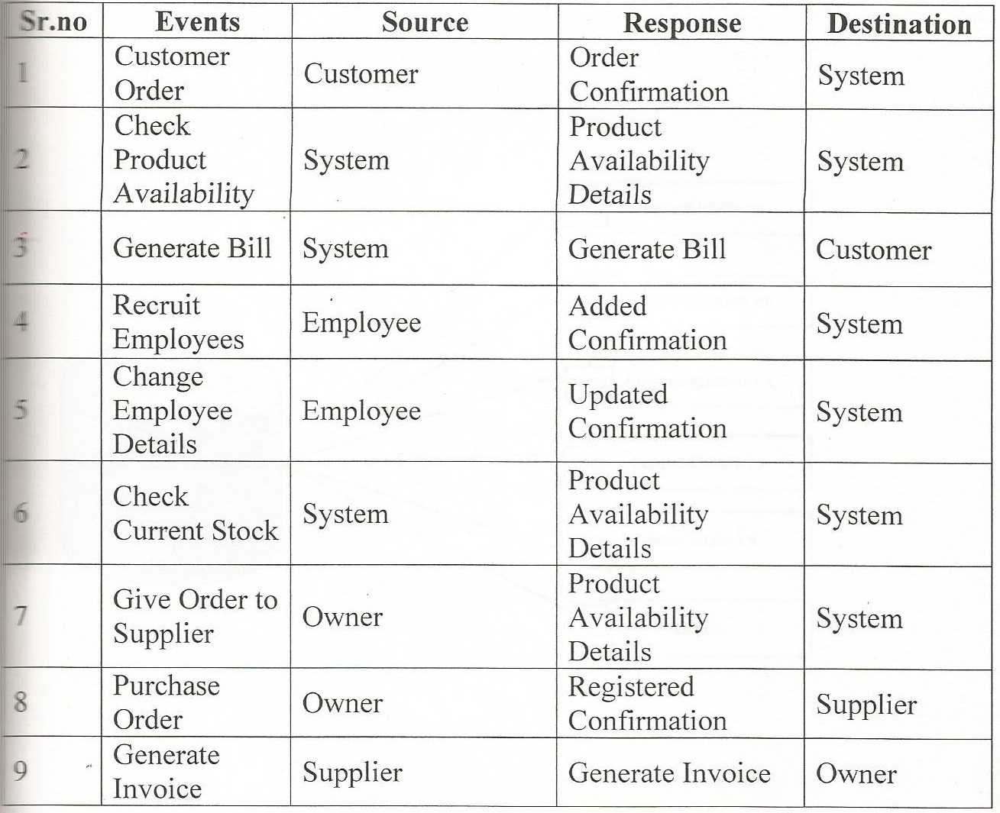 Sr.no Events Source Response Destination
1 Customer Order Customer Order Confirmation System
2 Check Product Availability System Product Availability Details System
3 Generate Bill System Generate Bill Customer
4 Recruit Employees Employee Added Confirmation System
5 Change Employee Details Employee Updated Confirmation System
6 Check Current Stock System Product Availability Details System
7 Give Order to Supplier Owner Product Availability Details System
8 Purchase Order Owner Registered Confirmation Supplier
9 Generate Invoice Supplier Generate Invoice Owner